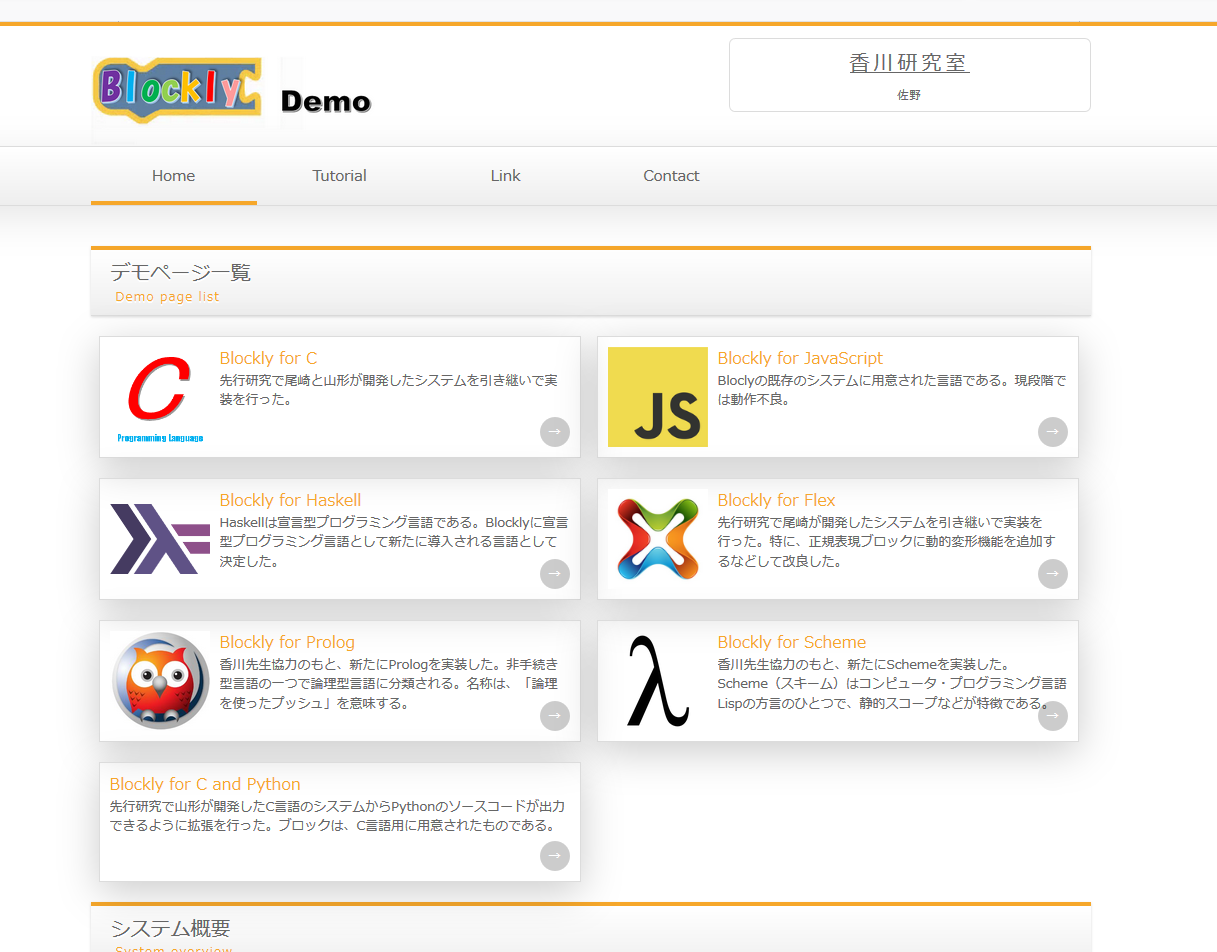 BlocklyC
Demo
香川研究室
佐野
Home
Tutorial
Link
Contact
デモページ一覧
Demo page list
C
Programming Language
Blockly for C
先行研究で尾崎と山形が開発したシステムを引き継いで実
装を行った。
→
JS
Blockly for JavaScript
Bloclyの既存のシステムに用意された言語である。現段階で
は動作不良。
→
Blockly for Haskell
Haskellは宣言型プログラミング言語である。Blocklyに宣言
型プログラミング言語として新たに導入される言語として
決定した。
→
Blockly for Flex
先行研究で尾崎が開発したシステムを引き継いで実装を
行った。特に、正規表現ブロックに動的変形機能を追加す
るなどして改良した。
→
Blockly for Prolog
香川先生協力のもと、新たにPrologを実装した。非手続き
型言語の一つで論理型言語に分類される。名称は、「論理
を使ったプッシュ」を意味する。
→
λ
Blockly for Scheme
香川先生協力のもと、新たにSchemeを実装した。
Scheme（スキーム）はコンピュータ・プログラミング言語
Lispの方言のひとつで、静的スコープなどが特徴である。
→
Blockly for C and Python
先行研究で山形が開発したC言語のシステムからPythonのソースコードが出力
できるように拡張を行った。ブロックは、C言語用に用意されたものである。
→
システム概要
System overview